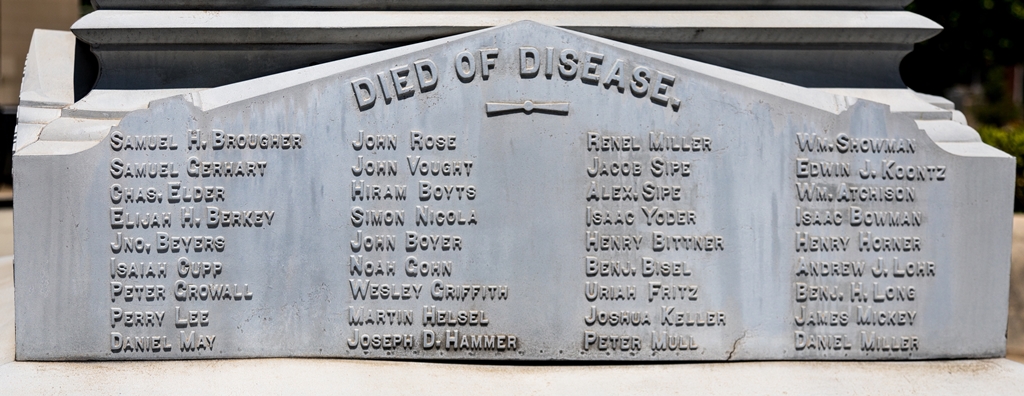 DIED OF DISEASE.
SAMUEL H. BROUGHER
SAMUEL GERHART
CHAS. ELDER
ELIJAH H. BERKEY
JNO. BEVERS
ISAIAH CUPP
PETER GROWALL
PERRY LEE
DANIEL MAY
JOHN ROSE
JOHN VOUGHT
HIRAM BOYTS
SIMON NICOLA
JOHN BOYER
NOAH GOHN
WESLEY GRIFFITH
MARTIN HELSEL
JOSEPH D. HAMMER
RENEL MILLER
JACOB SIPE
ALEX. SIPE
ISAAC YODER
HENRY BITTNER
BENJ. BISEL
URIAH FRITZ
JOSHUA KELLER
PETER MULL
WM. SHOWMAN
EDWIN J. KOONTZ
WM. ATCHISON
ISAAC BOWMAN
HENRY HORNER
ANDREW J. LOHR
BENJ. H. LONG
JAMES MICKEY
DANIEL MILLER